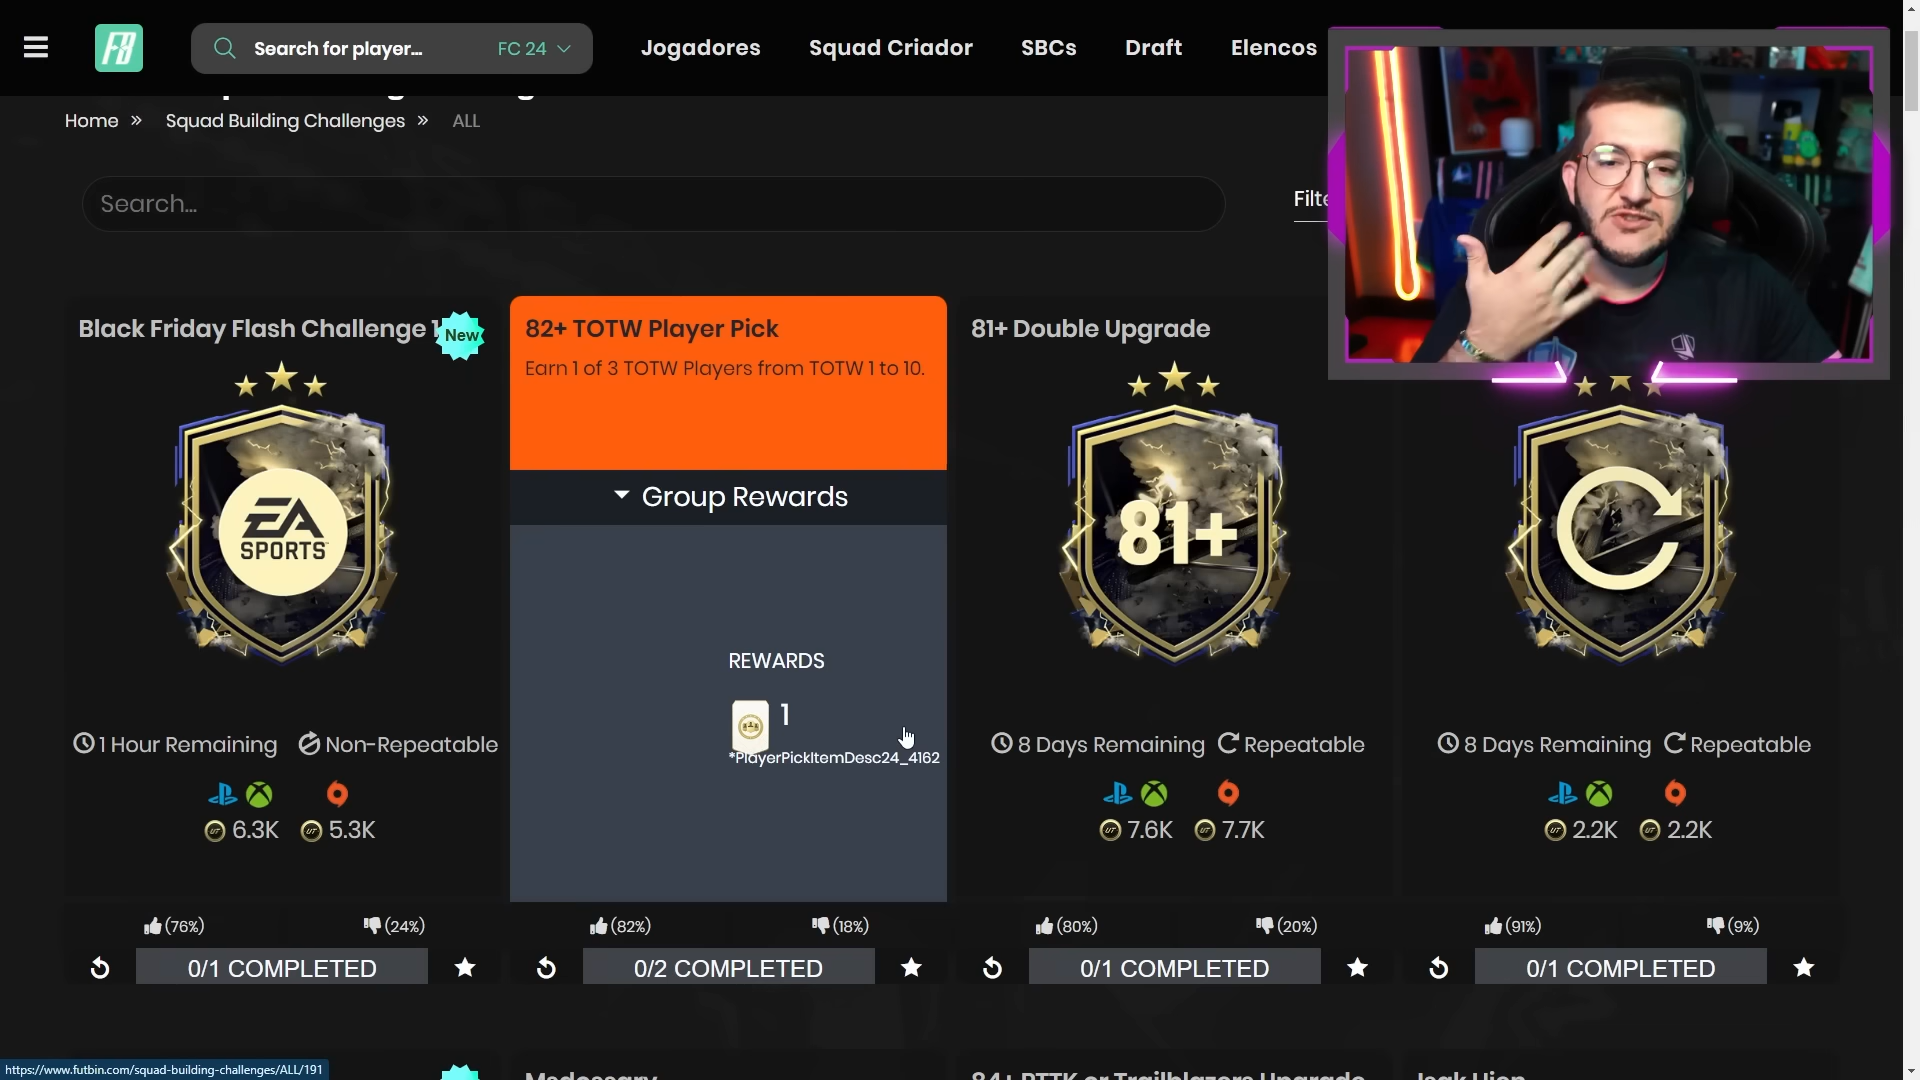 FB
Search for player...
FC 24
Jogadores
Squad Criador
SBCs
Draft
Elencos
Home » Squad Building Challenges » ALL
Search...
Black Friday Flash Challenge
New
EA SPORTS
1 Hour Remaining
Non-Repeatable
6.3K
5.3K
(76%)
(24%)
0/1 COMPLETED
82+ TOTW Player Pick
Earn 1 of 3 TOTW Players from TOTW 1 to 10.
Group Rewards
REWARDS
1
*PlayerPickItemDesc24_4162
(82%)
(18%)
0/2 COMPLETED
81+ Double Upgrade
81+
8 Days Remaining
Repeatable
7.6K
7.7K
(80%)
(20%)
0/1 COMPLETED
8 Days Remaining
Repeatable
2.2K
2.2K
(91%)
(9%)
0/1 COMPLETED
https://www.futbin.com/squad-building-challenges/ALL/191